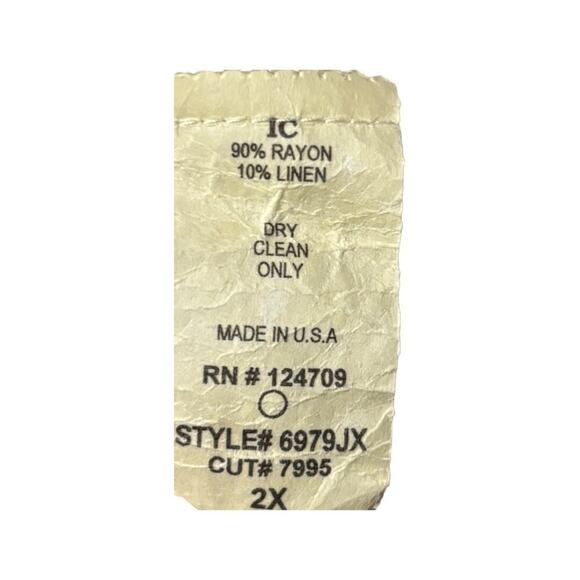 IC
90% RAYON
10% LINEN
DRY
CLEAN
ONLY
MADE IN U.S.A
RN # 124709
STYLE# 6979JX
CUT# 7995
2X